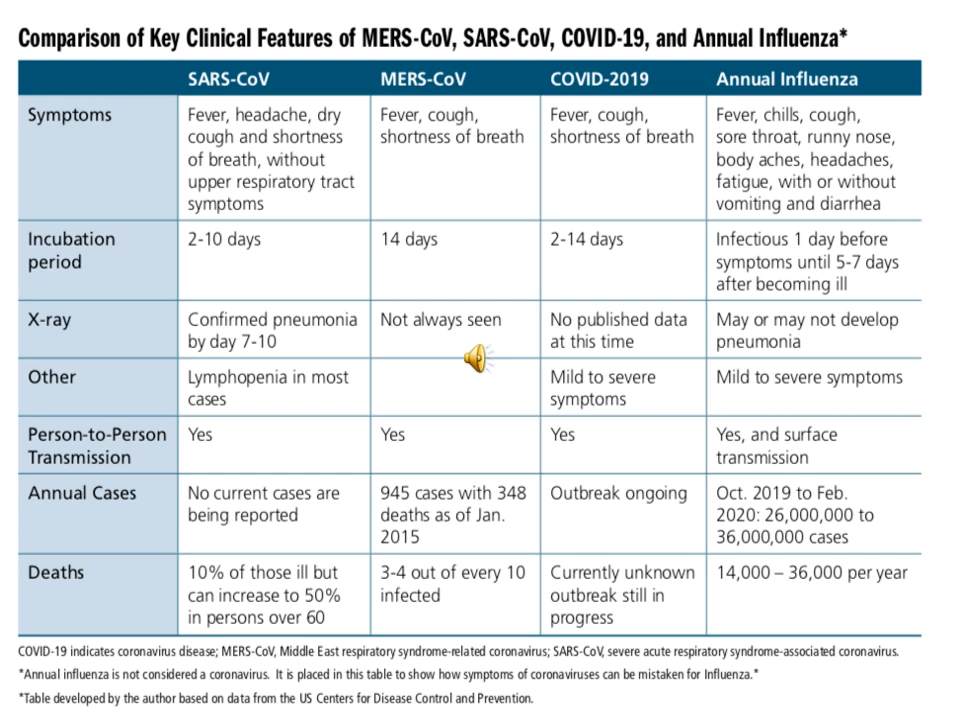 Comparison of Key Clinical Features of MERS-CoV, SARS-CoV, COVID-19, and Annual Influenza*
SARS-CoV
MERS-CoV
COVID-2019
Annual Influenza
Symptoms
Fever, headache, dry
cough and shortness
of breath, without
upper respiratory tract
symptoms
Fever, cough,
shortness of breath
Fever, cough,
shortness of breath
Fever, chills, cough,
sore throat, runny nose,
body aches, headaches,
fatigue, with or without
vomiting and diarrhea
Incubation
period
2-10 days
14 days
2-14 days
Infectious 1 day before
symptoms until 5-7 days
after becoming ill
X-ray
Confirmed pneumonia
by day 7-10
Not always seen
No published data
at this time
May or may not develop
pneumonia
Other
Lymphopenia in most
cases
Mild to severe
symptoms
Mild to severe symptoms
Person-to-Person
Transmission
Yes
Yes
Yes
Yes, and surface
transmission
Annual Cases
No current cases are
being reported
945 cases with 348
deaths as of Jan.
2015
Outbreak ongoing
Oct. 2019 to Feb.
2020: 26,000,000 to
36,000,000 cases
Deaths
10% of those ill but
can increase to 50%
in persons over 60
3-4 out of every 10
infected
Currently unknown
outbreak still in
progress
14,000 – 36,000 per year
COVID-19 indicates coronavirus disease; MERS-CoV, Middle East respiratory syndrome-related coronavirus; SARS-CoV, severe acute respiratory syndrome-associated coronavirus.
*Annual influenza is not considered a coronavirus. It is placed in this table to show how symptoms of coronaviruses can be mistaken for Influenza.*
*Table developed by the author based on data from the US Centers for Disease Control and Prevention.